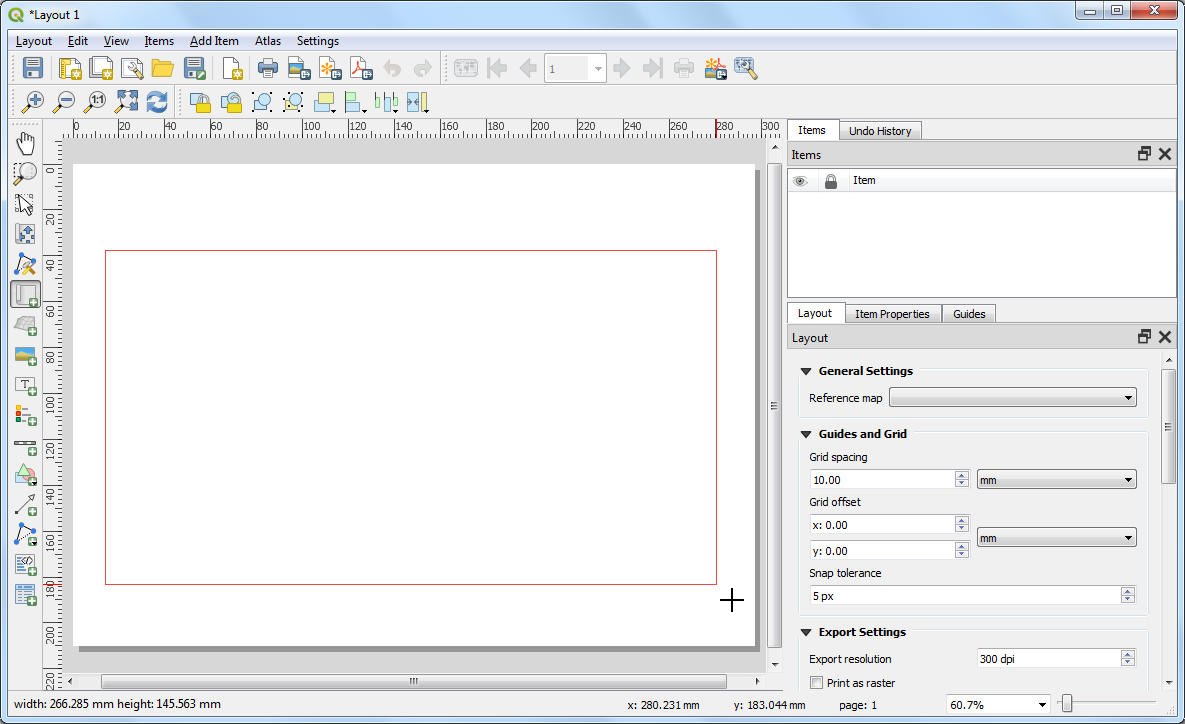 *Layout 1
Layout Edit View Items Add Item Atlas Settings
1
1:1
0 20 40 60 80 100 120 140 160 180 200 220 240 260 280 300
0
20
40
60
80
100
120
140
160
180
200
220
T
Items Undo History
Items
Item
Layout Item Properties Guides
Layout
General Settings
Reference map
Guides and Grid
Grid spacing
10.00 mm
Grid offset
x: 0.00
mm
y: 0.00
Snap tolerance
5 px
Export Settings
Export resolution 300 dpi
Print as raster
width: 266.285 mm height: 145.563 mm x: 280.231 mm y: 183.044 mm page: 1 60.7%